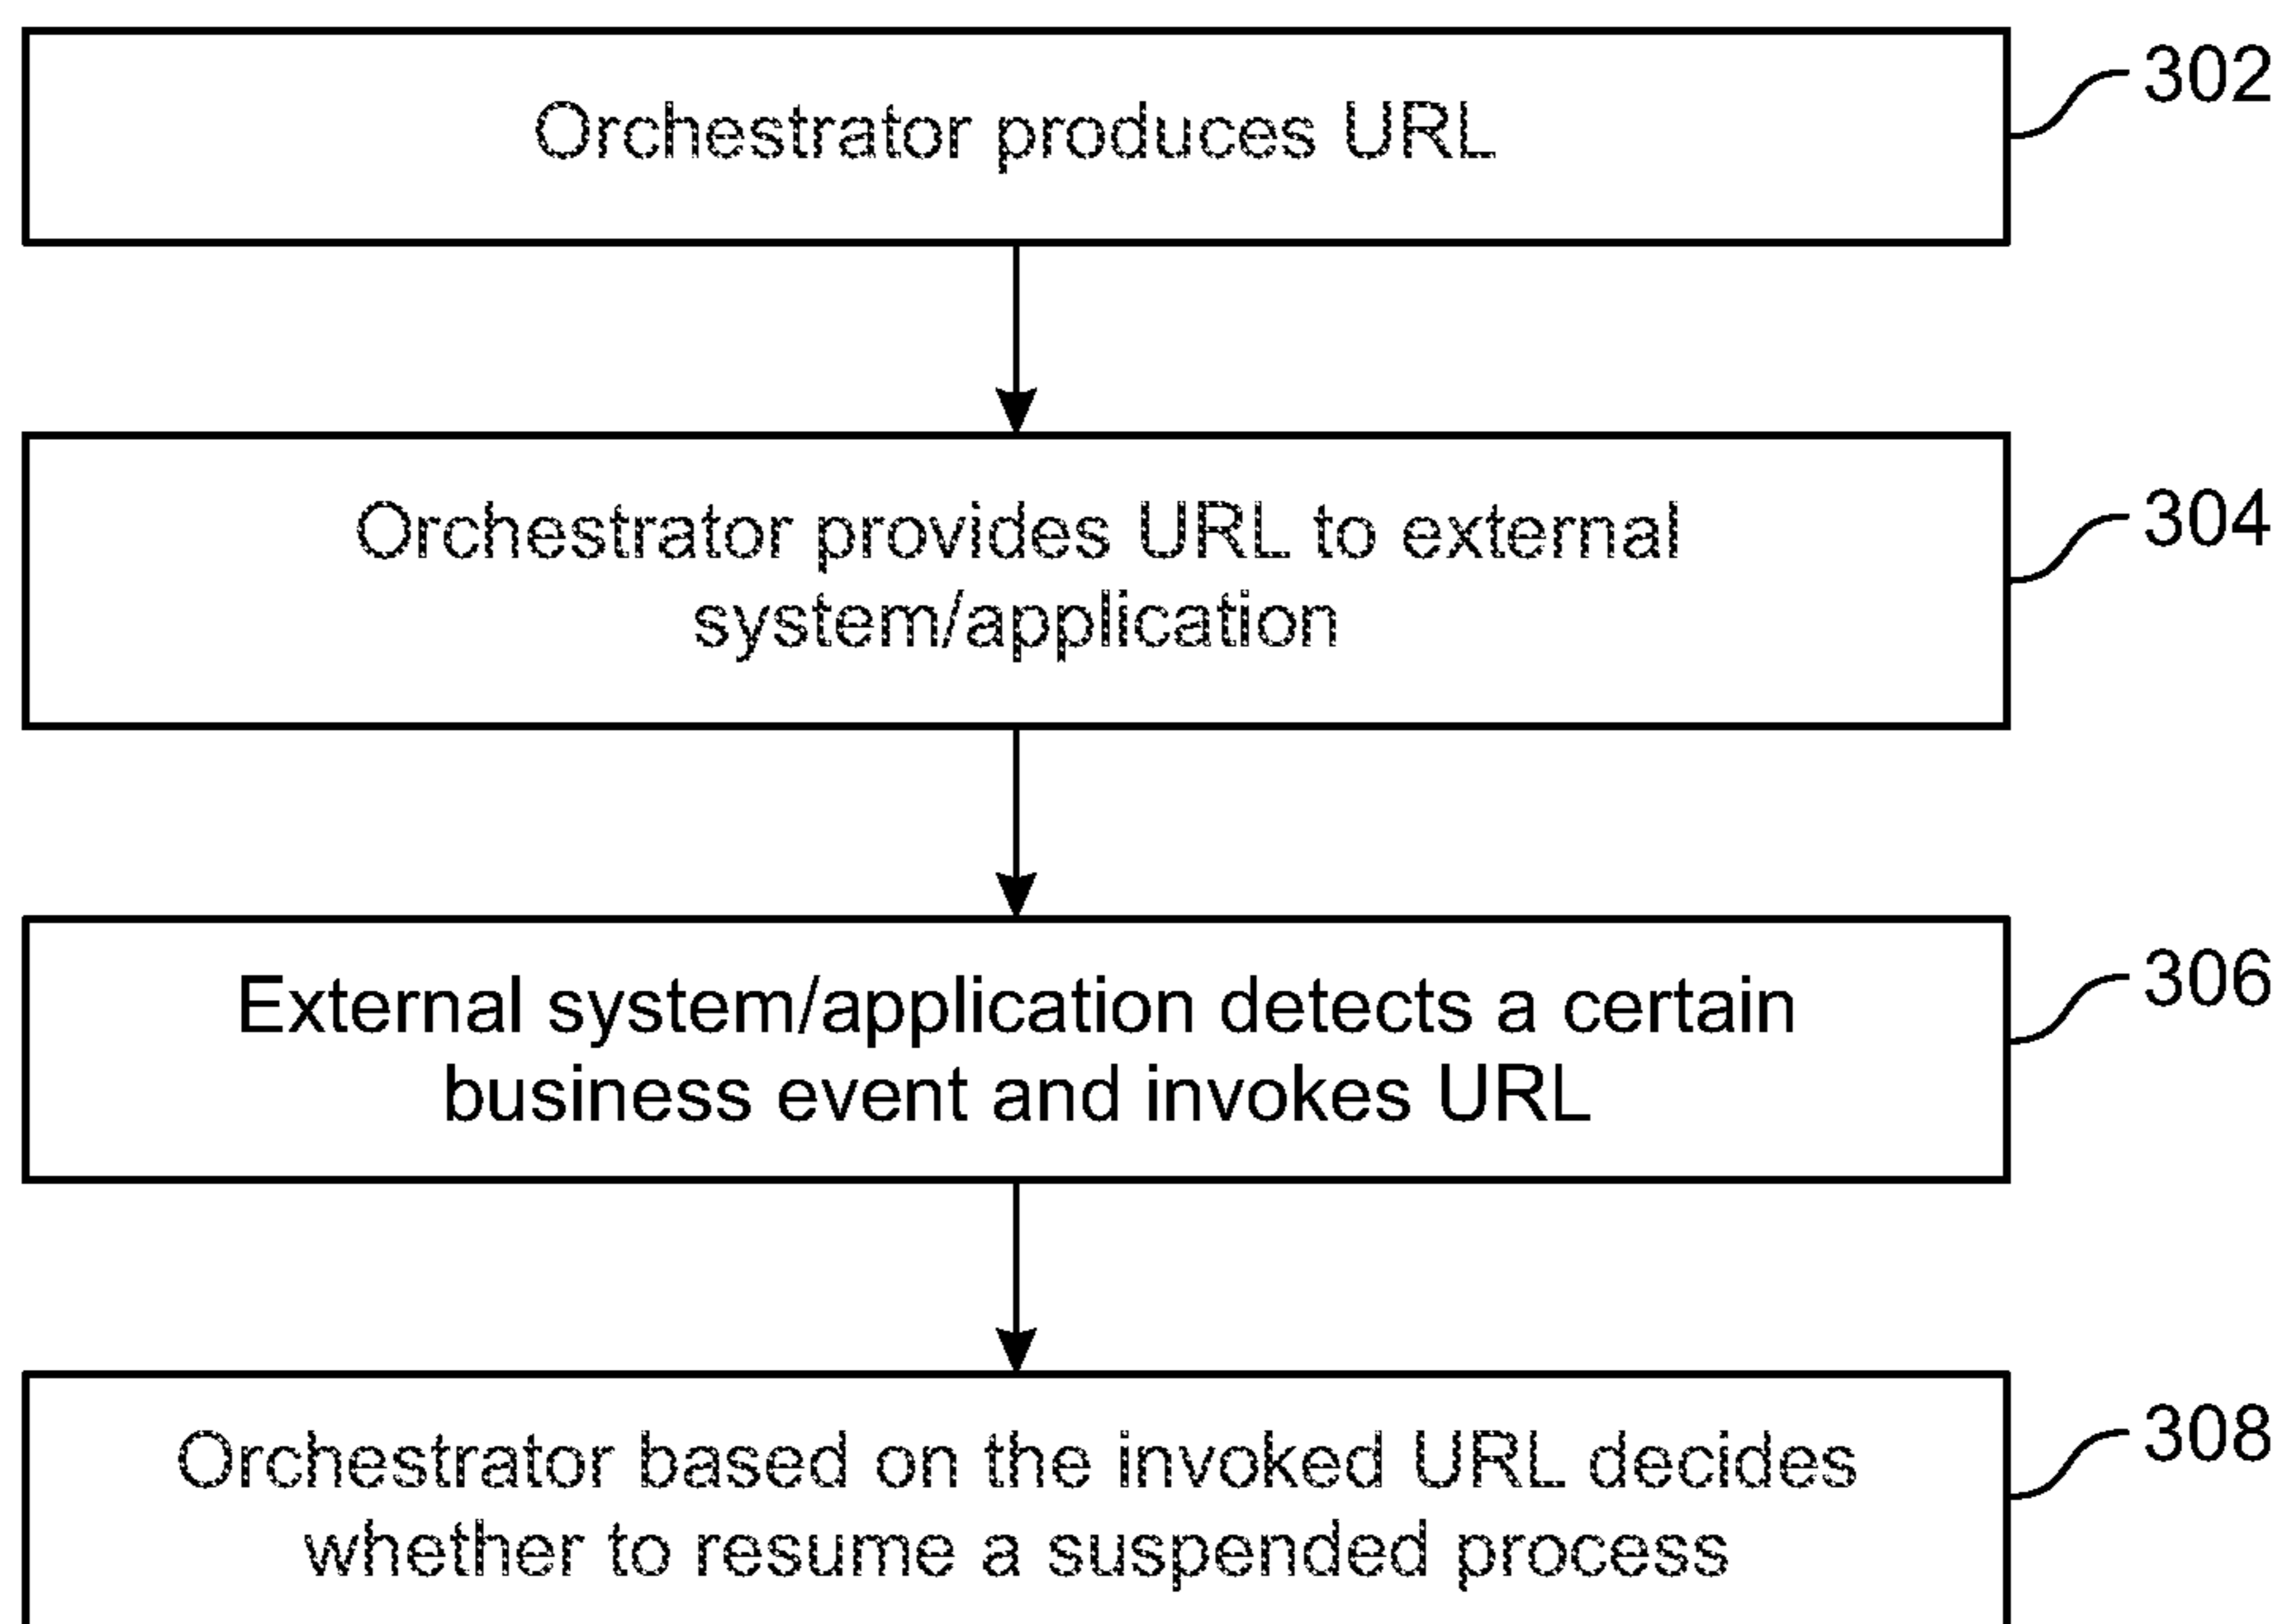 Orchestrator produces URL
302
Orchestrator provides URL to external
system/application
304
External system/application detects a certain
business event and invokes URL
306
Orchestrator based on the invoked URL decides
whether to resume a suspended process
308